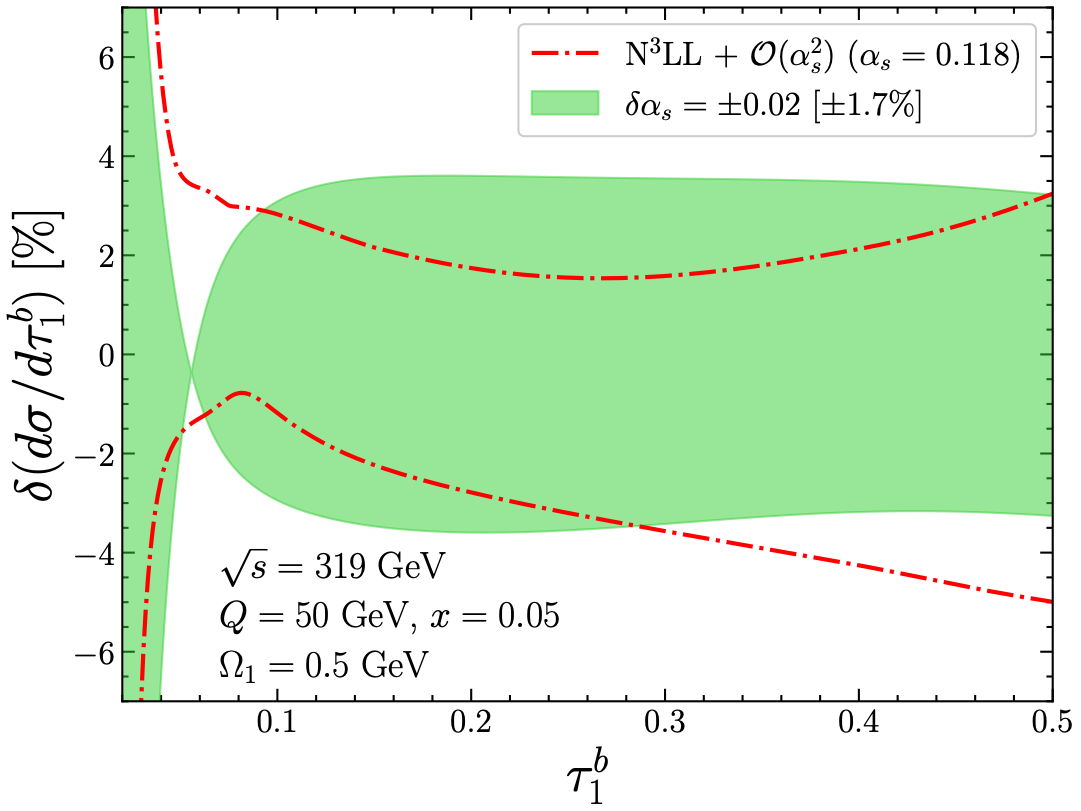 N³LL + 𝒪(αₛ²) (αₛ = 0.118)
δαₛ = ±0.02 [±1.7%]
δ(dσ/dτ₁ᵇ) [%]
6
4
2
0
−2
−4
−6
√s = 319 GeV
Q = 50 GeV, x = 0.05
Ω₁ = 0.5 GeV
0.1 0.2 0.3 0.4 0.5
τ₁ᵇ